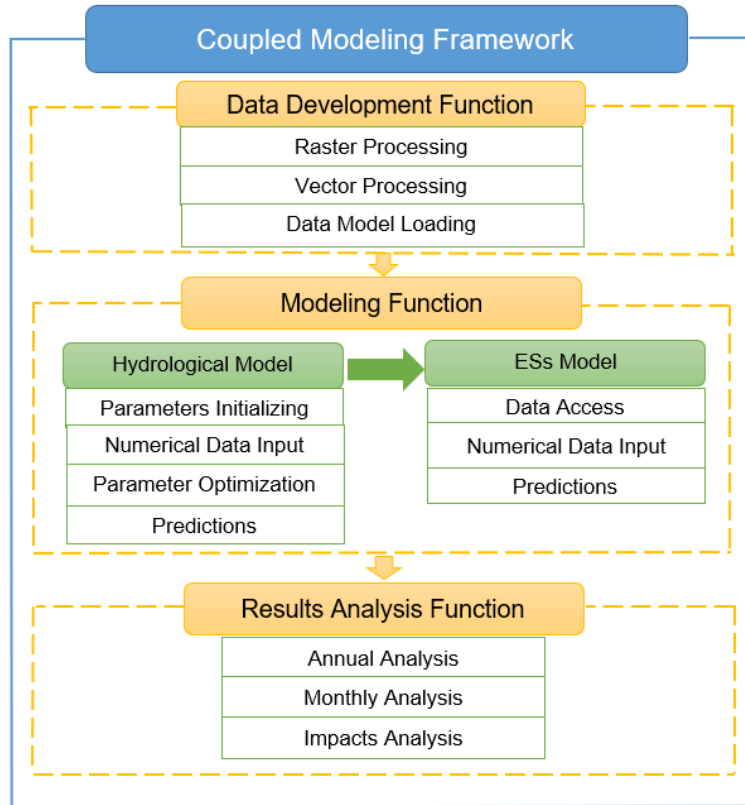 Coupled Modeling Framework
Data Development Function
Raster Processing
Vector Processing
Data Model Loading
Modeling Function
Hydrological Model
Parameters Initializing
Numerical Data Input
Parameter Optimization
Predictions
ESs Model
Data Access
Numerical Data Input
Predictions
Results Analysis Function
Annual Analysis
Monthly Analysis
Impacts Analysis